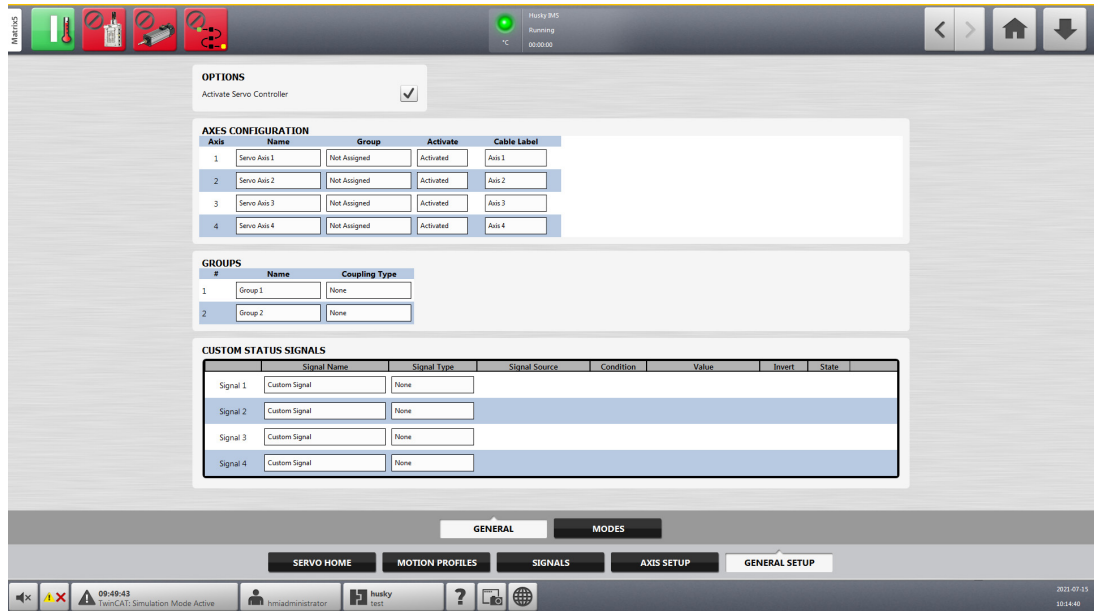 Matrix5
Husky IMS
Running
°C 00:00:00
OPTIONS
Activate Servo Controller
AXES CONFIGURATION
Axis Name Group Activate Cable Label
1 Servo Axis 1 Not Assigned Activated Axis 1
2 Servo Axis 2 Not Assigned Activated Axis 2
3 Servo Axis 3 Not Assigned Activated Axis 3
4 Servo Axis 4 Not Assigned Activated Axis 4
GROUPS
# Name Coupling Type
1 Group 1 None
2 Group 2 None
CUSTOM STATUS SIGNALS
Signal Name Signal Type Signal Source Condition Value Invert State
Signal 1 Custom Signal None
Signal 2 Custom Signal None
Signal 3 Custom Signal None
Signal 4 Custom Signal None
GENERAL MODES
SERVO HOME MOTION PROFILES SIGNALS AXIS SETUP GENERAL SETUP
09:49:43
TwinCAT: Simulation Mode Active
hmiadministrator
husky
test
?
2021-07-15
10:14:40